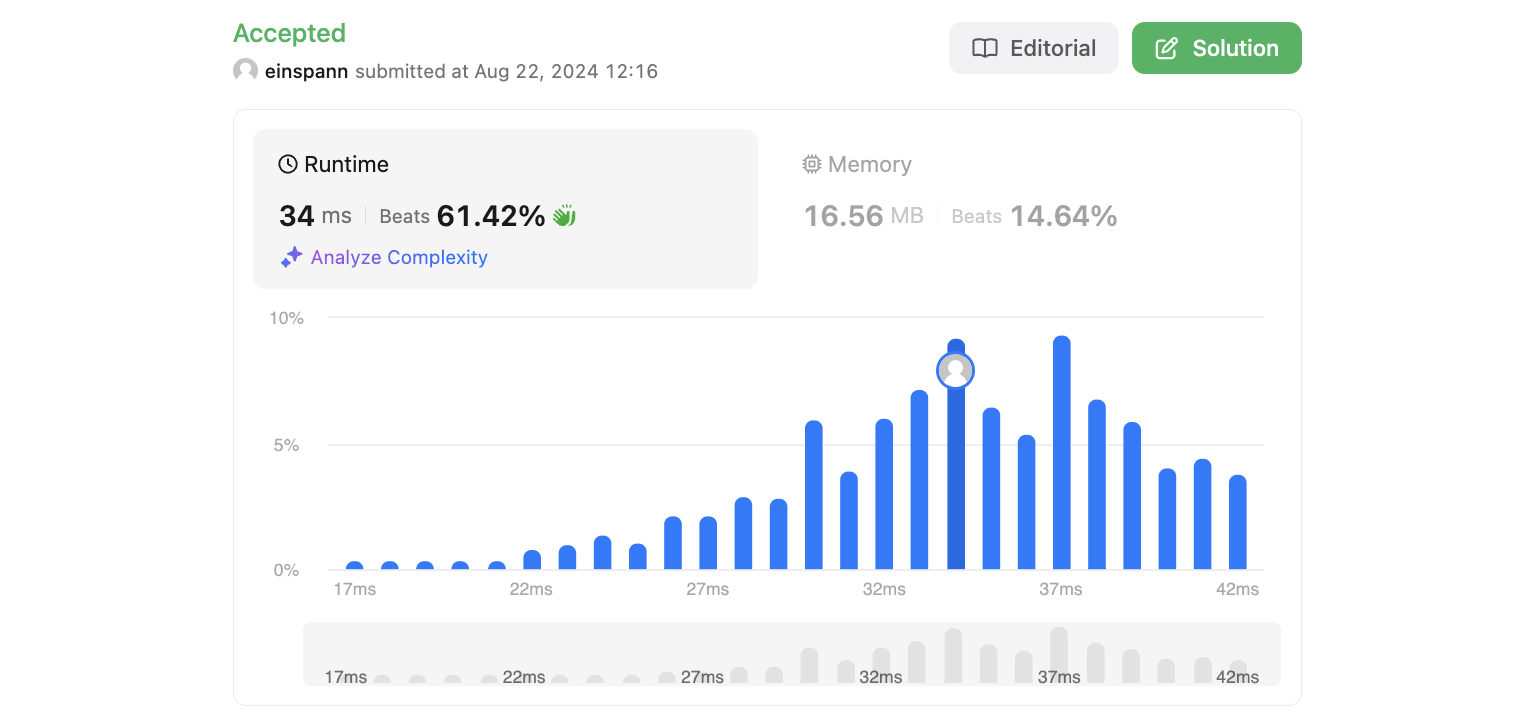 Accepted
Editorial
Solution
einspann submitted at Aug 22, 2024 12:16
Runtime
34 ms Beats 61.42%
Analyze Complexity
Memory
16.56 MB Beats 14.64%
10%
5%
0%
17ms 22ms 27ms 32ms 37ms 42ms
17ms 22ms 27ms 32ms 37ms 42ms